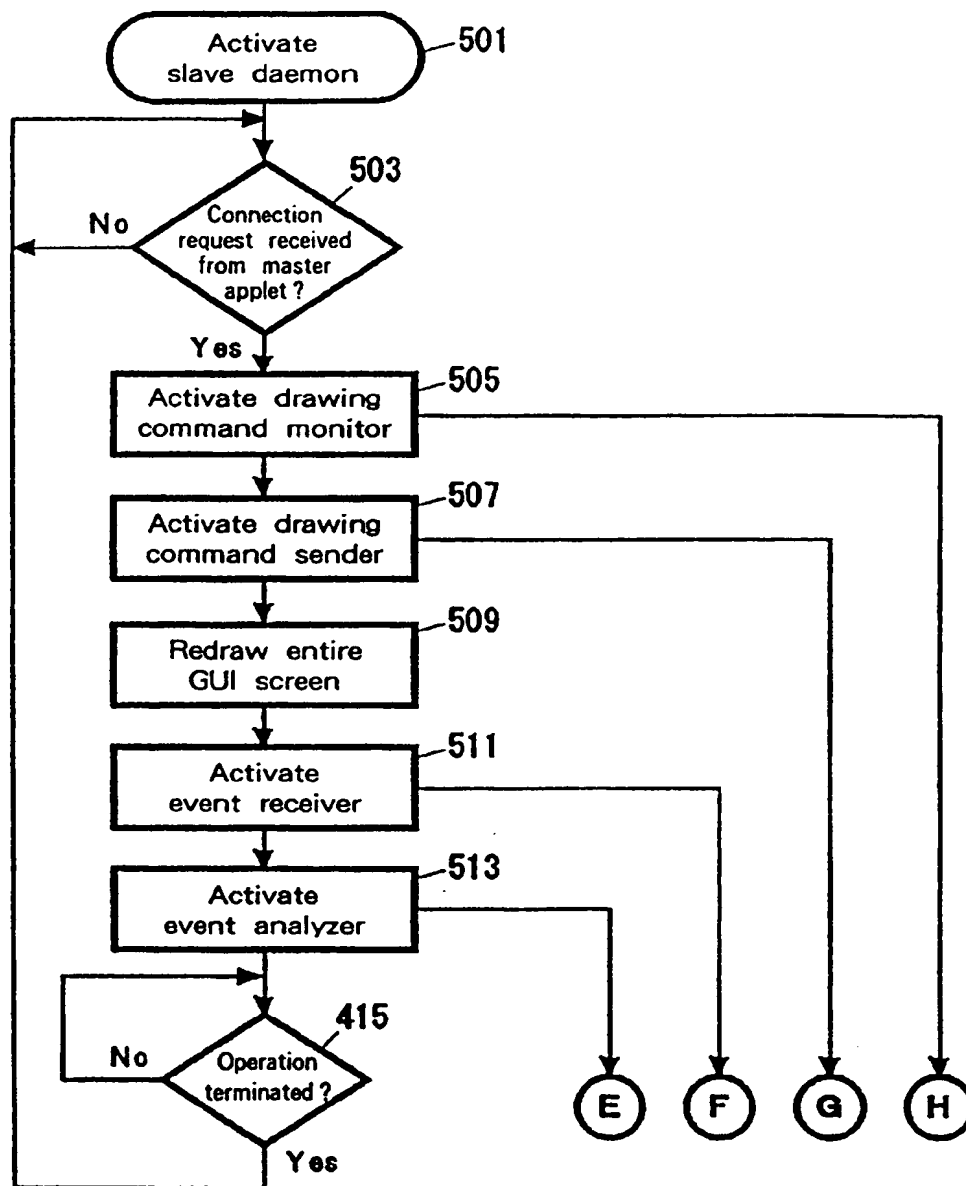 Activate
slave daemon
501
503
Connection
request received
from master
applet?
No
Yes
505
Activate drawing
command monitor
507
Activate drawing
command sender
509
Redraw entire
GUI screen
511
Activate
event receiver
513
Activate
event analyzer
415
Operation
terminated?
No
Yes
E
F
G
H